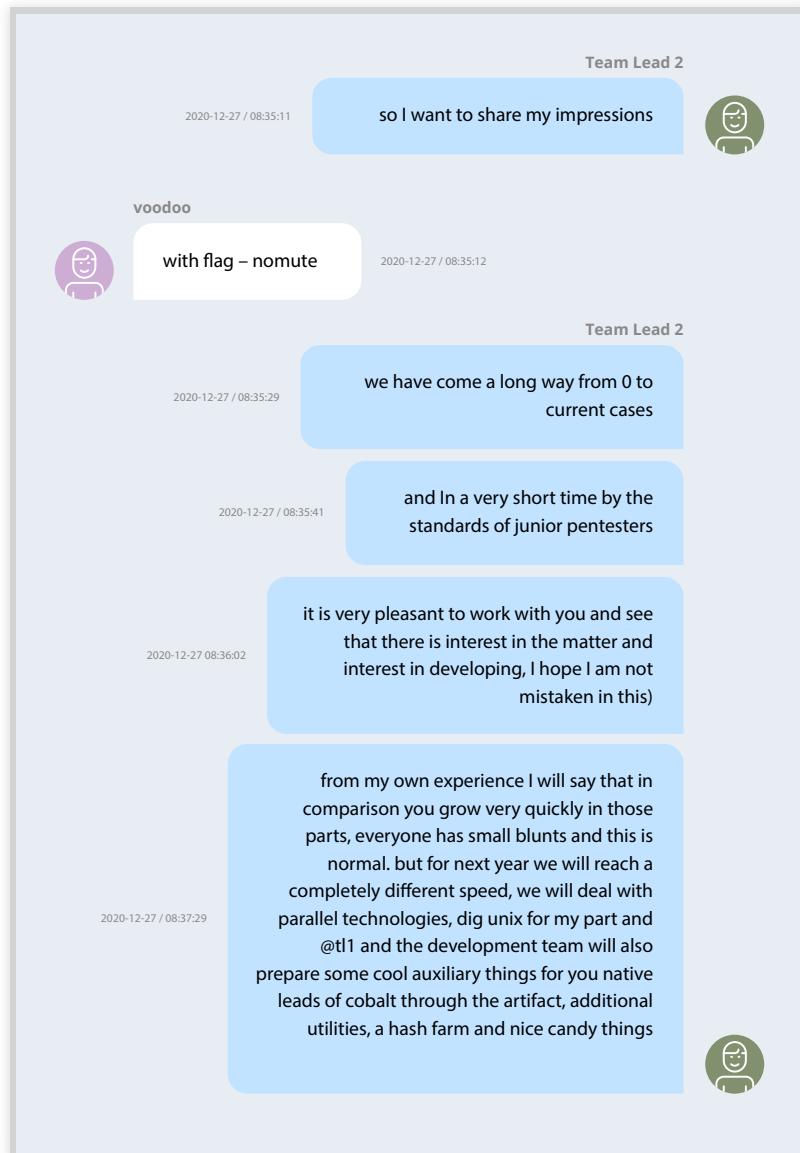 Team Lead 2
2020-12-27 / 08:35:11
so I want to share my impressions
voodoo
with flag – nomute
2020-12-27 / 08:35:12
Team Lead 2
2020-12-27 / 08:35:29
we have come a long way from 0 to
current cases
2020-12-27 / 08:35:41
and In a very short time by the
standards of junior pentesters
2020-12-27 08:36:02
it is very pleasant to work with you and see
that there is interest in the matter and
interest in developing, I hope I am not
mistaken in this)
2020-12-27 / 08:37:29
from my own experience I will say that in
comparison you grow very quickly in those
parts, everyone has small blunts and this is
normal. but for next year we will reach a
completely different speed, we will deal with
parallel technologies, dig unix for my part and
@tl1 and the development team will also
prepare some cool auxiliary things for you native
leads of cobalt through the artifact, additional
utilities, a hash farm and nice candy things